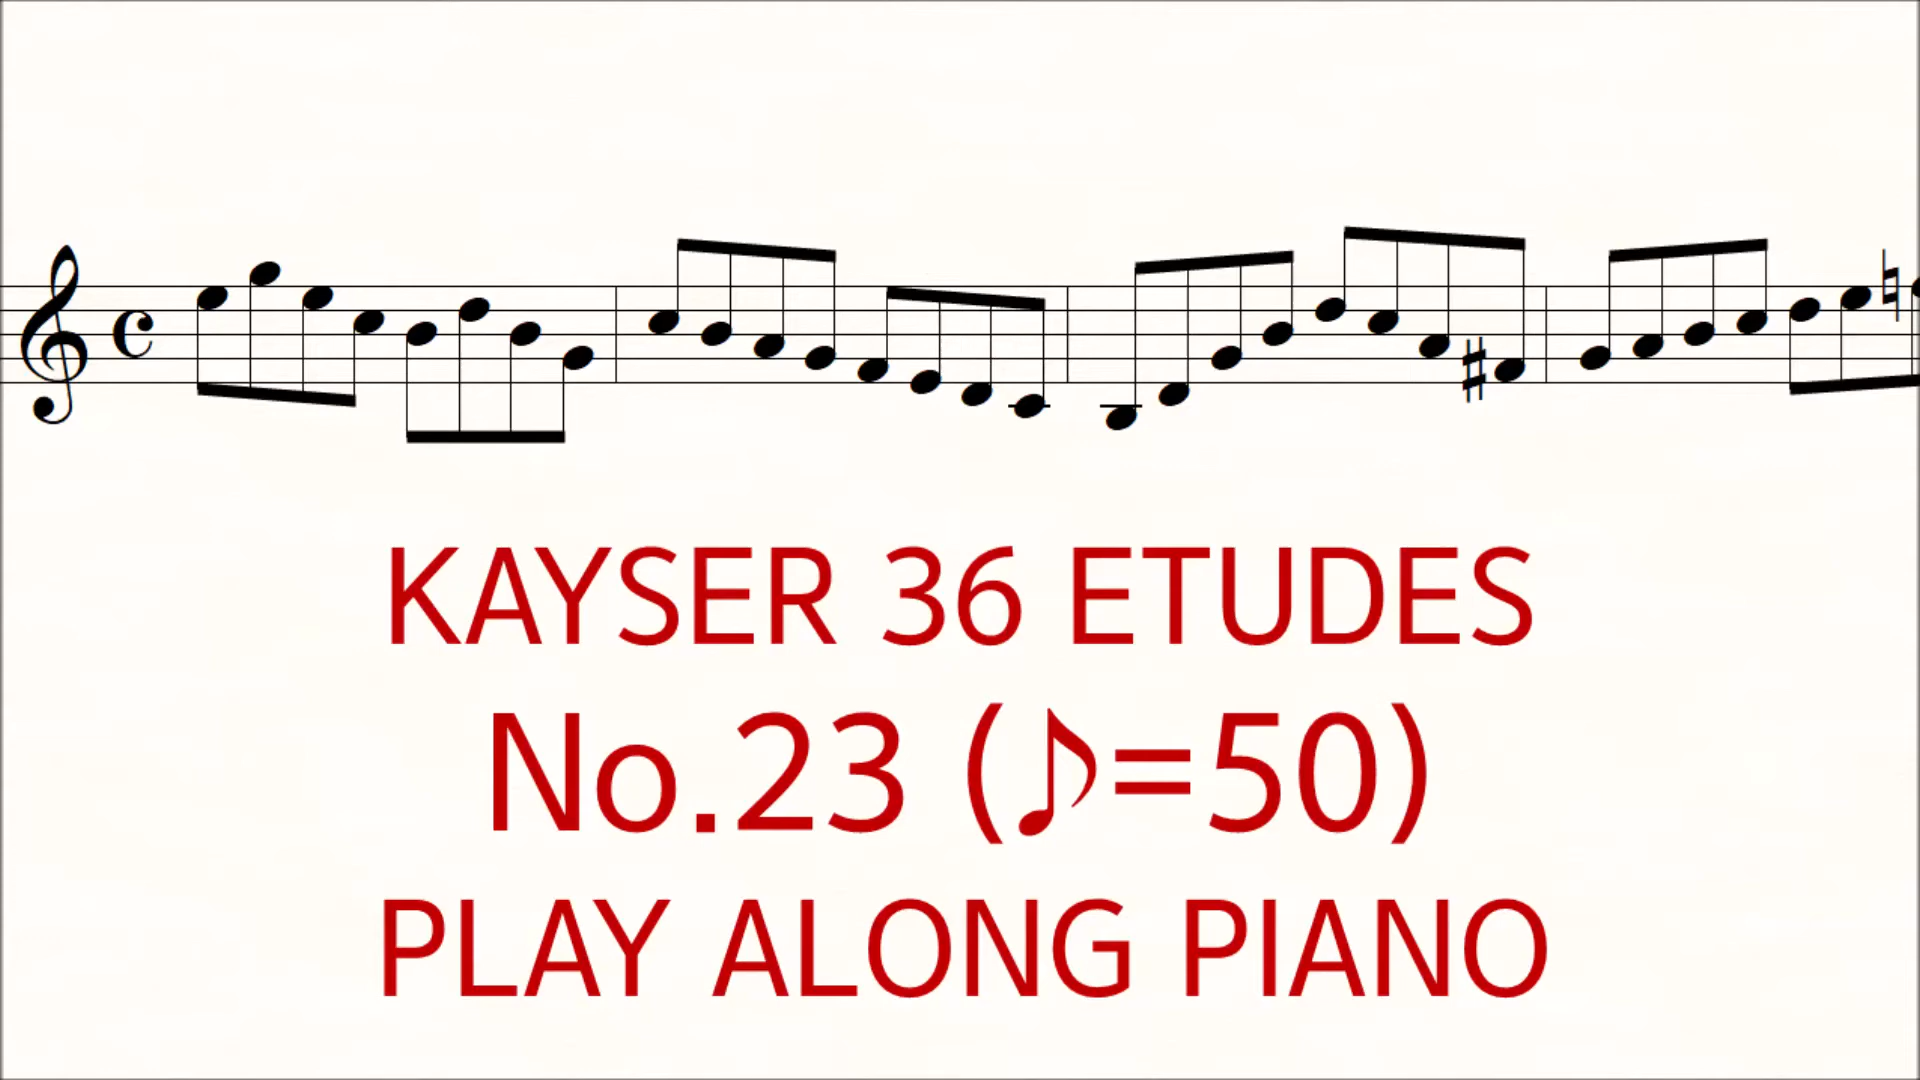 KAYSER 36 ETUDES
No.23 (♪=50)
PLAY ALONG PIANO